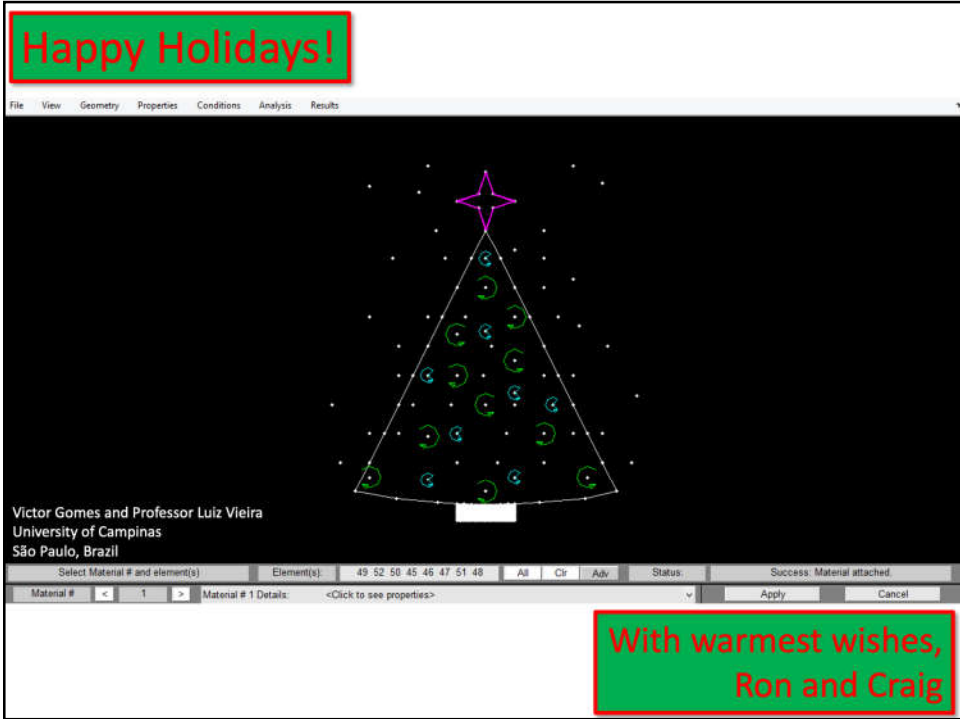 Happy Holidays!
File View Geometry Properties Conditions Analysis Results
Victor Gomes and Professor Luiz Vieira
University of Campinas
São Paulo, Brazil
Select Material # and element(s) Element(s): 49 52 50 45 46 47 51 48 All Clr Adv Status: Success: Material attached.
Material # < 1 > Material # 1 Details: <Click to see properties> Apply Cancel
With warmest wishes,
Ron and Craig